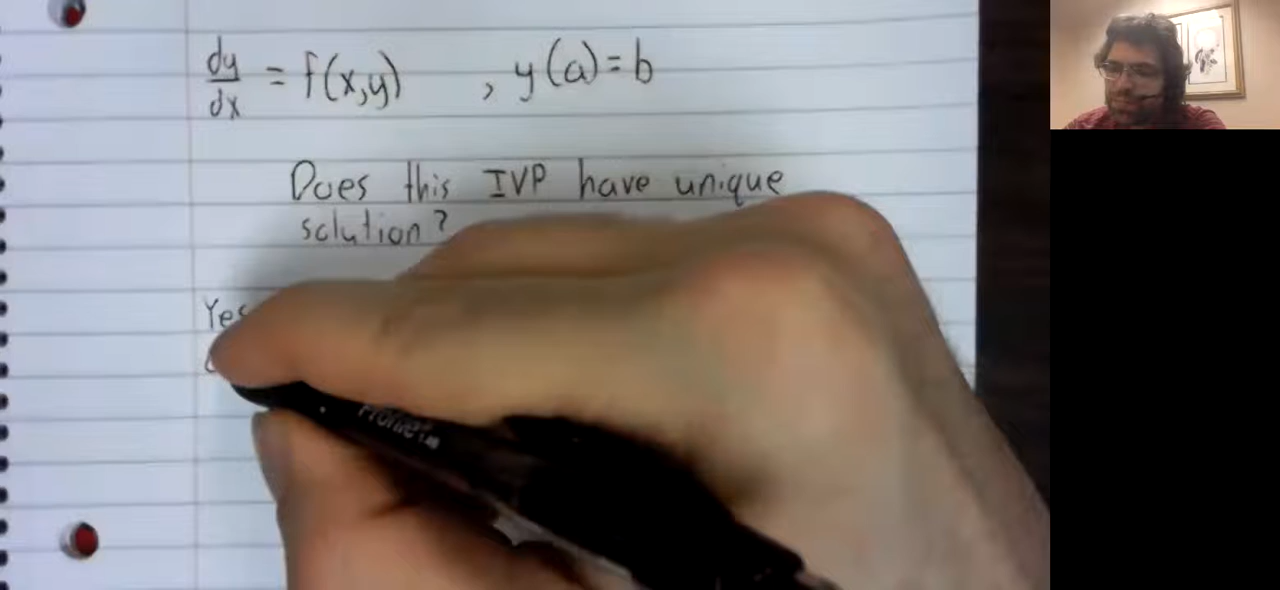 dy/dx = f(x,y) , y(a)=b
Does this IVP have unique
solution?
Yes
Profile